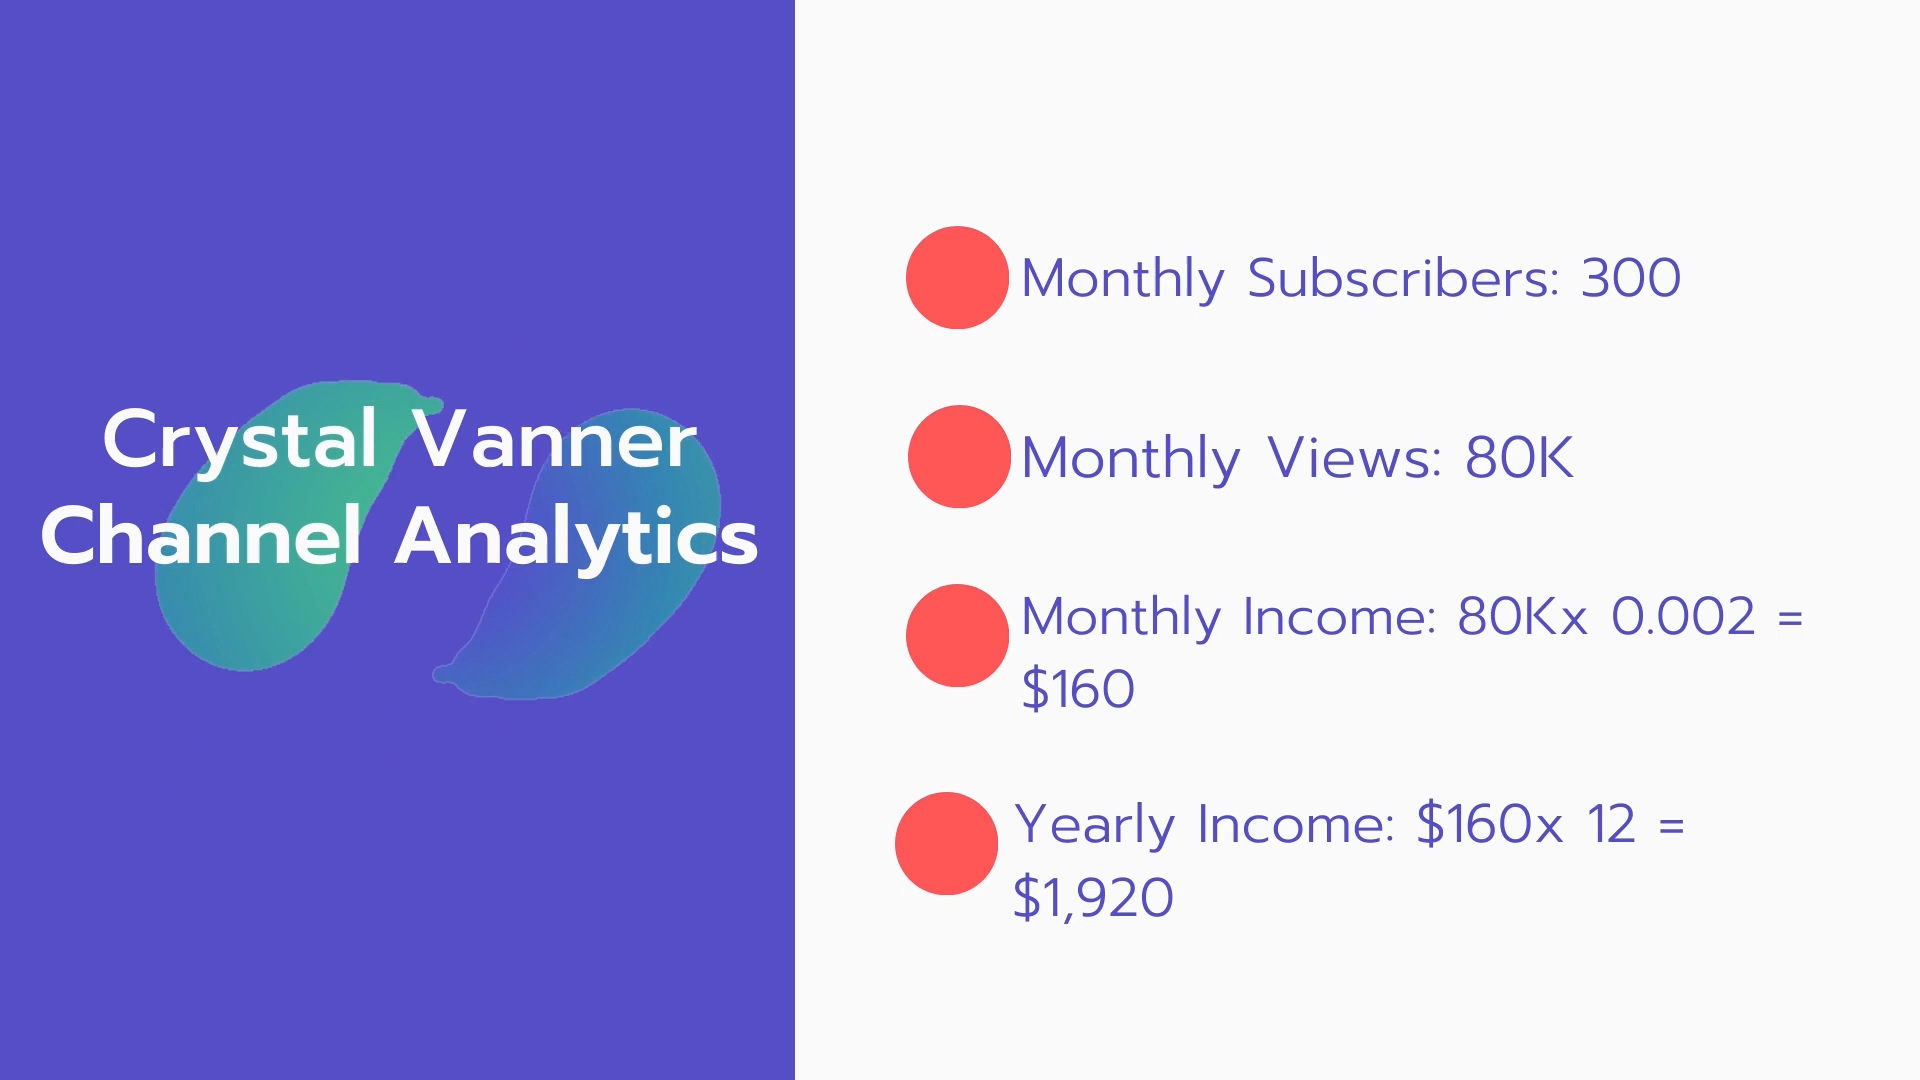 Crystal Vanner
Channel Analytics
Monthly Subscribers: 300
Monthly Views: 80K
Monthly Income: 80Kx 0.002 =
$160
Yearly Income: $160x 12 =
$1,920